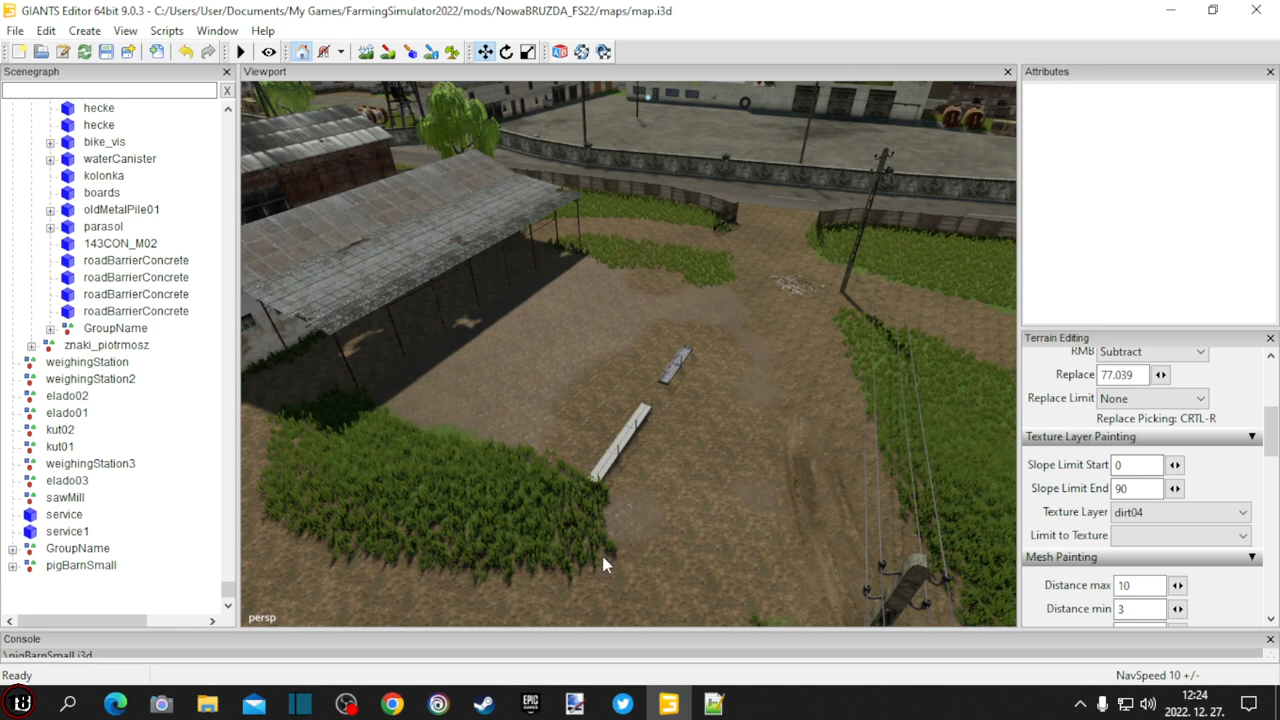 GIANTS Editor 64bit 9.0.3 - C:/Users/User/Documents/My Games/FarmingSimulator2022/mods/NowaBRUZDA_FS22/maps/map.i3d
File Edit Create View Scripts Window Help
Scenegraph
X
hecke
hecke
bike_vis
waterCanister
kolonka
boards
oldMetalPile01
parasol
143CON_M02
roadBarrierConcrete
roadBarrierConcrete
roadBarrierConcrete
roadBarrierConcrete
GroupName
znaki_piotrmosz
weighingStation
weighingStation2
elado02
elado01
kut02
kut01
weighingStation3
elado03
sawMill
service
service1
GroupName
pigBarnSmall
Viewport
persp
Attributes
Terrain Editing
RMB Subtract
Replace 77.039
Replace Limit None
Replace Picking: CRTL-R
Texture Layer Painting
Slope Limit Start 0
Slope Limit End 90
Texture Layer dirt04
Limit to Texture
Mesh Painting
Distance max 10
Distance min 3
Console
\pigBarnSmall.i3d
Ready
NavSpeed 10 +/-
EPIC GAMES
12:24
2022. 12. 27.